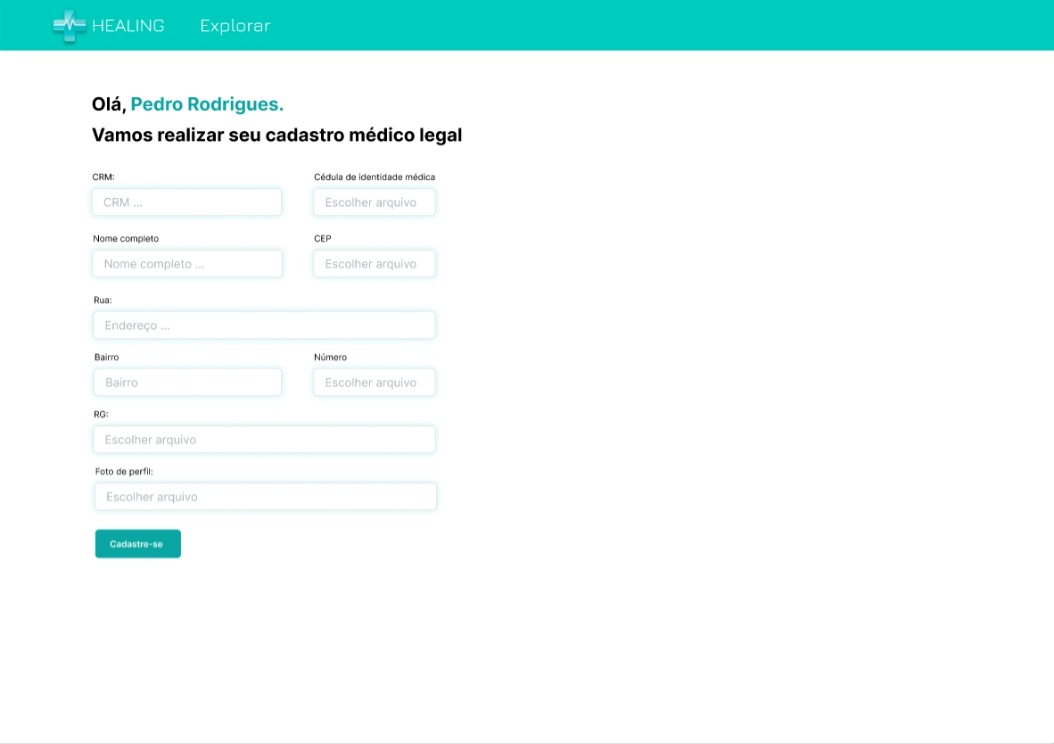 HEALING Explorar
Olá, Pedro Rodrigues.
Vamos realizar seu cadastro médico legal
CRM: Cédula de identidade médica
CRM ... Escolher arquivo
Nome completo CEP
Nome completo ... Escolher arquivo
Rua:
Endereço ...
Bairro Número
Bairro Escolher arquivo
RG:
Escolher arquivo
Foto de perfil:
Escolher arquivo
Cadastre-se